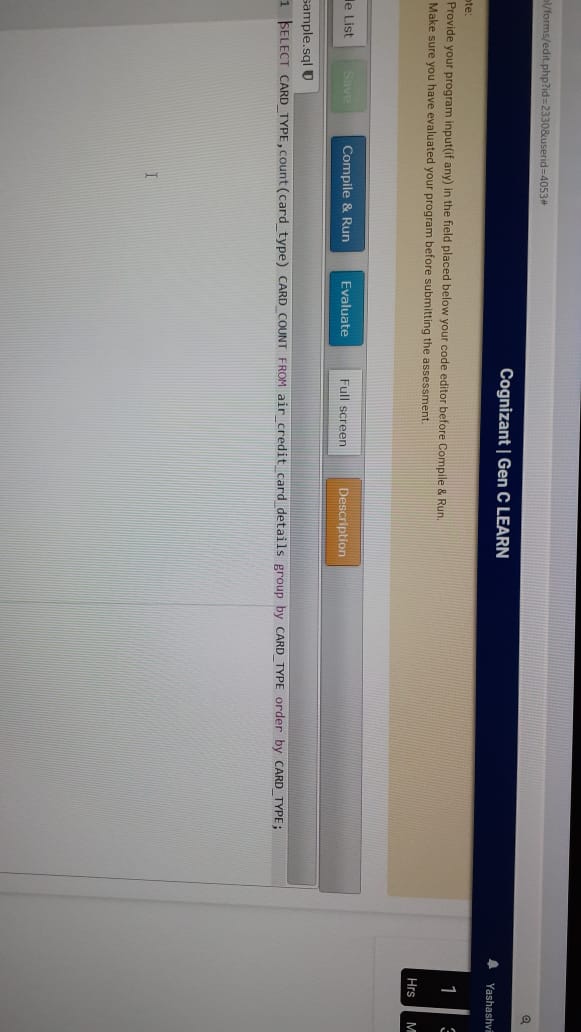 l/forms/edit.php?id=2330&userid=4053#
Cognizant | Gen C LEARN
Yashash
Provide your program input(if any) in the field placed below your code editor before Compile & Run.
Make sure you have evaluated your program before submitting the assessment.
1
Hrs
le List Save Compile & Run Evaluate Full screen Description
sample.sql
1 SELECT CARD_TYPE,count(card_type) CARD_COUNT FROM air_credit_card_details group by CARD_TYPE order by CARD_TYPE;